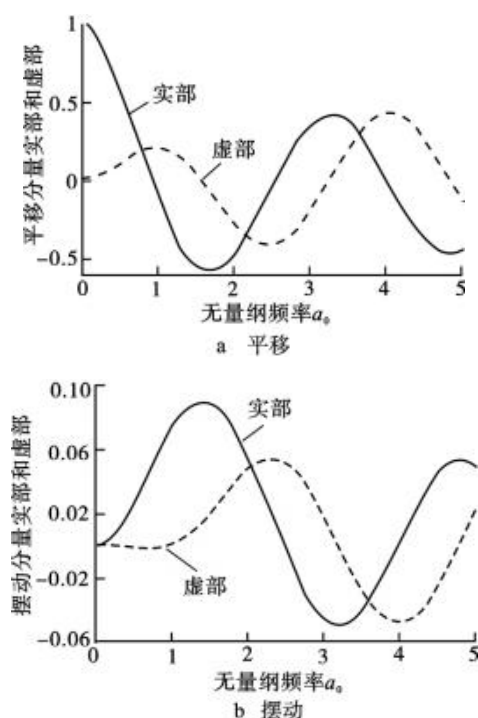 平移分量实部和虚部
1
0.5
0
-0.5
实部
虚部
0 1 2 3 4 5
无量纲频率a₀
a 平移
摆动分量实部和虚部
0.10
0.06
0.02
-0.02
-0.06
实部
虚部
0 1 2 3 4 5
无量纲频率a₀
b 摆动